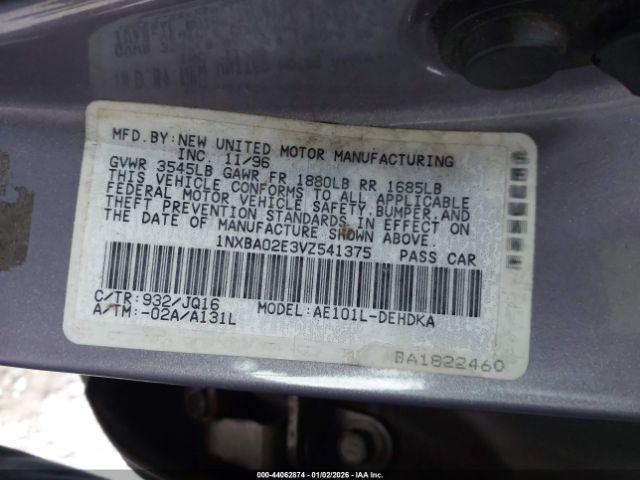 MFD.BY:NEW UNITED MOTOR MANUFACTURING
INC. 11/96
GVWR 3545LB GAWR FR 1880LB RR 1685LB
THIS VEHICLE CONFORMS TO ALL APPLICABLE
FEDERAL MOTOR VEHICLE SAFETY,BUMPER,AND
THEFT PREVENTION STANDARDS IN EFFECT ON
THE DATE OF MANUFACTURE SHOWN ABOVE.
1NXBA02E3VZ541375 PASS CAR
C/TR:932/JQ16 MODEL:AE101L-DEHDKA
A/TM:-02A/A131L
BA1822460
000-44062874 | 01/02/2026 - IAA, Inc.